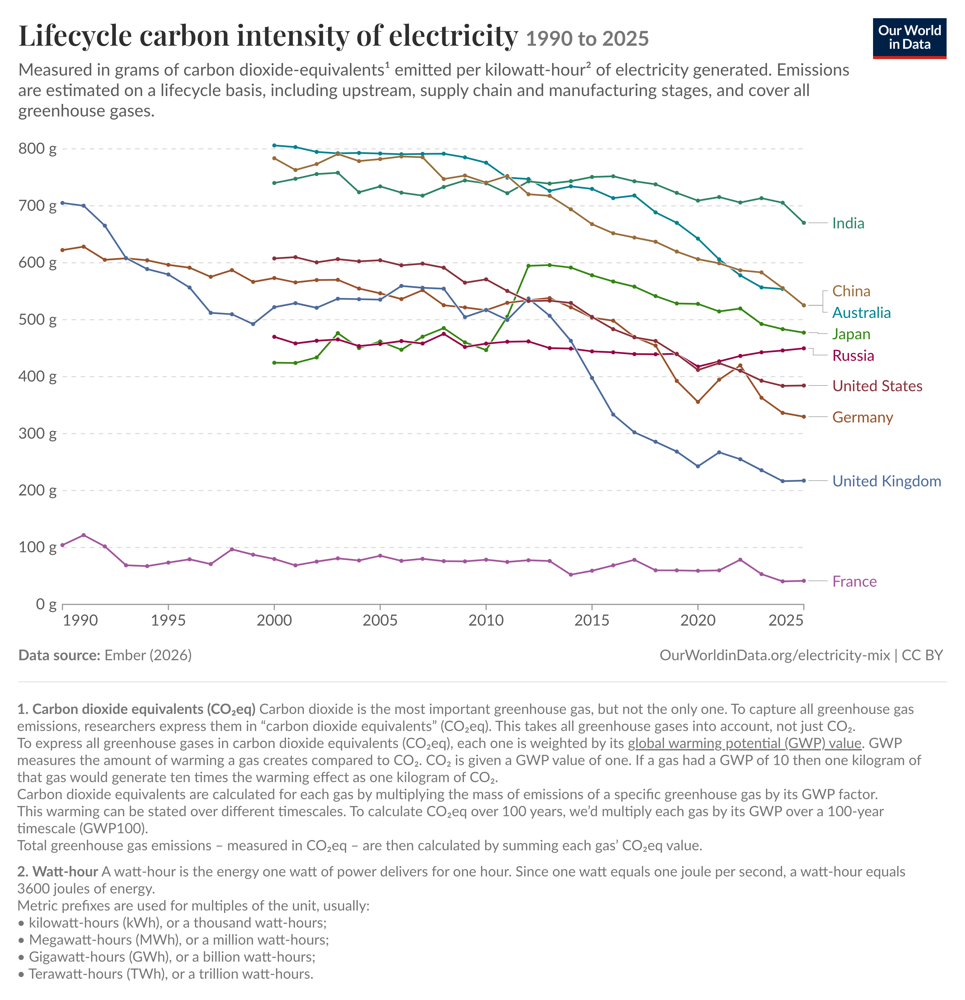 Lifecycle carbon intensity of electricity 1990 to 2025
Our World
in Data
Measured in grams of carbon dioxide-equivalents¹ emitted per kilowatt-hour² of electricity generated. Emissions
are estimated on a lifecycle basis, including upstream, supply chain and manufacturing stages, and cover all
greenhouse gases.
800 g
700 g
600 g
500 g
400 g
300 g
200 g
100 g
0 g
India
China
Australia
Japan
Russia
United States
Germany
United Kingdom
France
1990
1995
2000
2005
2010
2015
2020
2025
Data source: Ember (2026)
OurWorldinData.org/electricity-mix | CC BY
1. Carbon dioxide equivalents (CO₂eq) Carbon dioxide is the most important greenhouse gas, but not the only one. To capture all greenhouse gas
emissions, researchers express them in “carbon dioxide equivalents” (CO₂eq). This takes all greenhouse gases into account, not just CO₂.
To express all greenhouse gases in carbon dioxide equivalents (CO₂eq), each one is weighted by its global warming potential (GWP) value. GWP
measures the amount of warming a gas creates compared to CO₂. CO₂ is given a GWP value of one. If a gas had a GWP of 10 then one kilogram of
that gas would generate ten times the warming effect as one kilogram of CO₂.
Carbon dioxide equivalents are calculated for each gas by multiplying the mass of emissions of a specific greenhouse gas by its GWP factor.
This warming can be stated over different timescales. To calculate CO₂eq over 100 years, we’d multiply each gas by its GWP over a 100-year
timescale (GWP100).
Total greenhouse gas emissions – measured in CO₂eq – are then calculated by summing each gas’ CO₂eq value.
2. Watt-hour A watt-hour is the energy one watt of power delivers for one hour. Since one watt equals one joule per second, a watt-hour equals
3600 joules of energy.
Metric prefixes are used for multiples of the unit, usually:
• kilowatt-hours (kWh), or a thousand watt-hours;
• Megawatt-hours (MWh), or a million watt-hours;
• Gigawatt-hours (GWh), or a billion watt-hours;
• Terawatt-hours (TWh), or a trillion watt-hours.